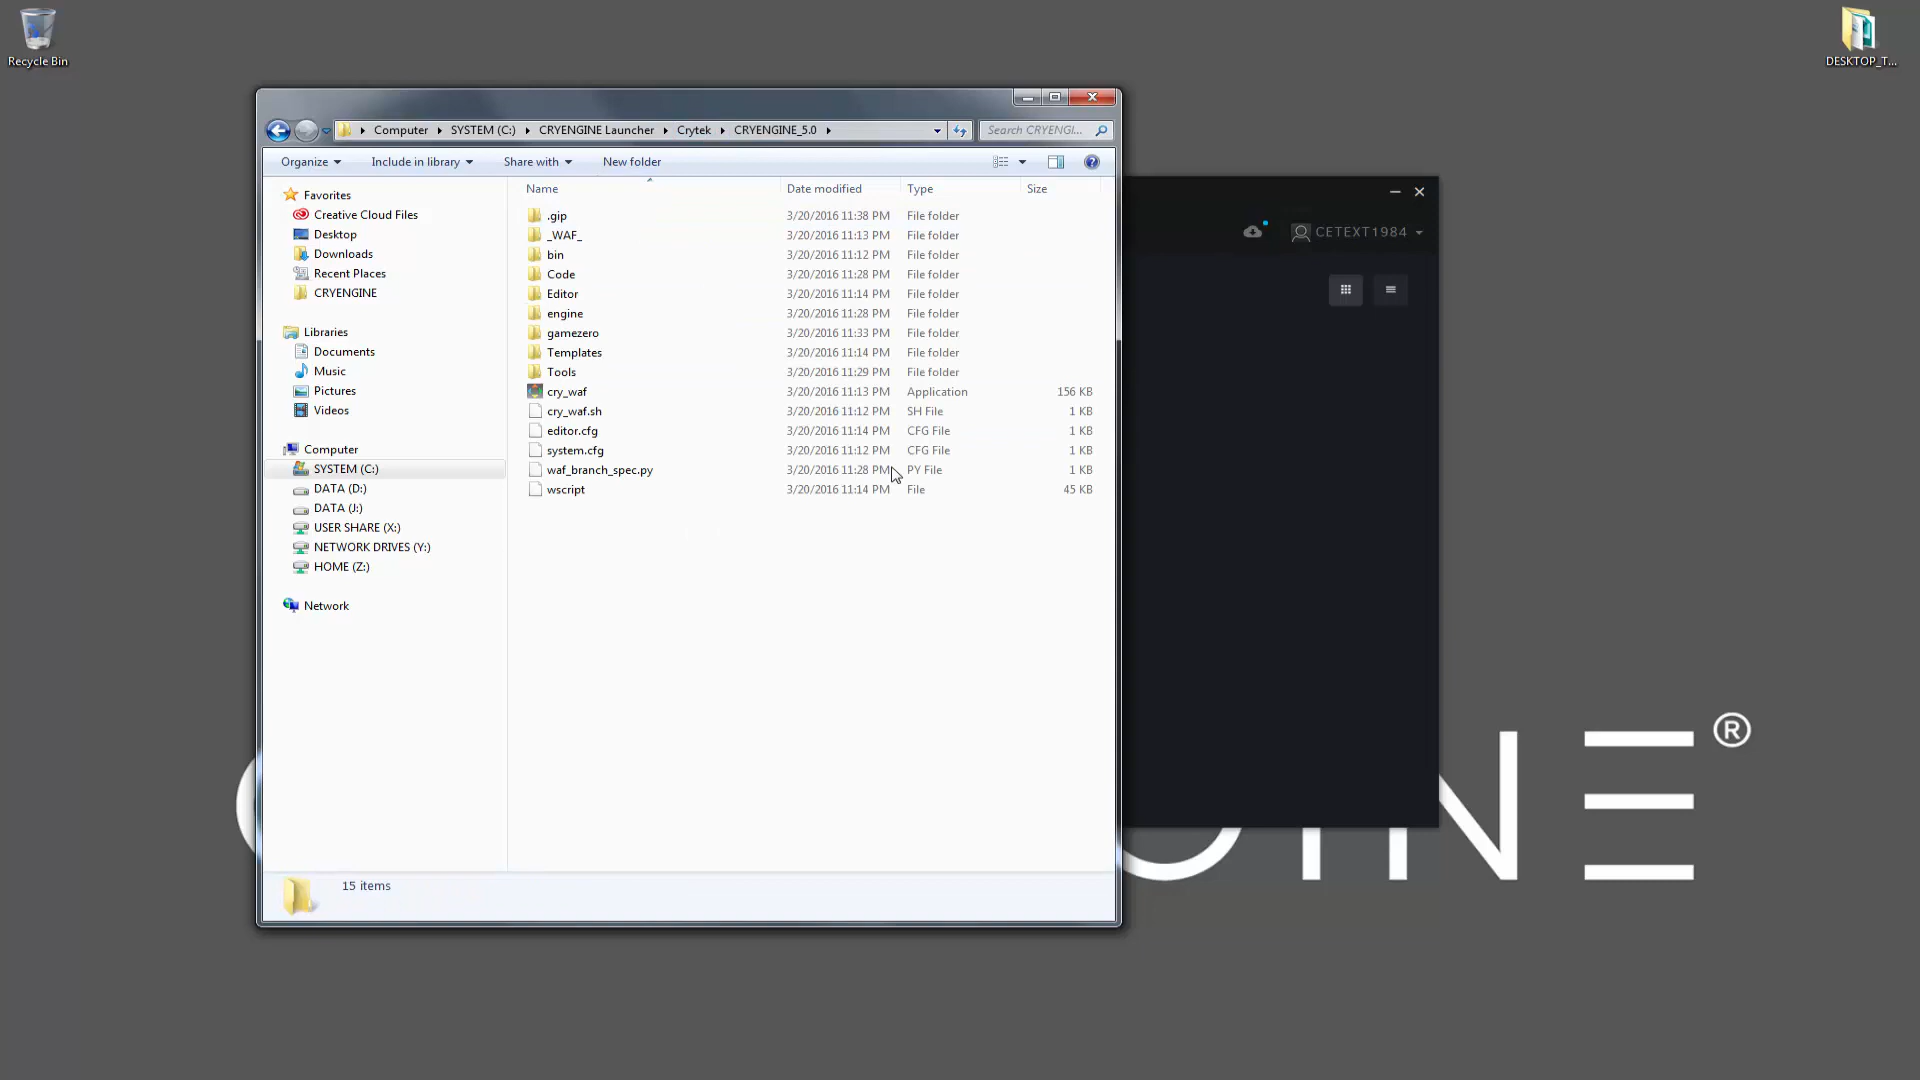 Recycle Bin
DESKTOP_T...
Computer SYSTEM (C:) CRYENGINE Launcher Crytek CRYENGINE_5.0
Search CRYENGI...
Organize Include in library Share with New folder
Name Date modified Type Size
Favorites
Creative Cloud Files
Desktop
Downloads
Recent Places
CRYENGINE
Libraries
Documents
Music
Pictures
Videos
Computer
SYSTEM (C:)
DATA (D:)
DATA (J:)
USER SHARE (X:)
NETWORK DRIVES (Y:)
HOME (Z:)
Network
.gip 3/20/2016 11:38 PM File folder
_WAF_ 3/20/2016 11:13 PM File folder
bin 3/20/2016 11:12 PM File folder
Code 3/20/2016 11:28 PM File folder
Editor 3/20/2016 11:14 PM File folder
engine 3/20/2016 11:28 PM File folder
gamezero 3/20/2016 11:33 PM File folder
Templates 3/20/2016 11:14 PM File folder
Tools 3/20/2016 11:29 PM File folder
cry_waf 3/20/2016 11:13 PM Application 156 KB
cry_waf.sh 3/20/2016 11:12 PM SH File 1 KB
editor.cfg 3/20/2016 11:14 PM CFG File 1 KB
system.cfg 3/20/2016 11:12 PM CFG File 1 KB
waf_branch_spec.py 3/20/2016 11:28 PM PY File 1 KB
wscript 3/20/2016 11:14 PM File 45 KB
15 items
CETEXT1984
®